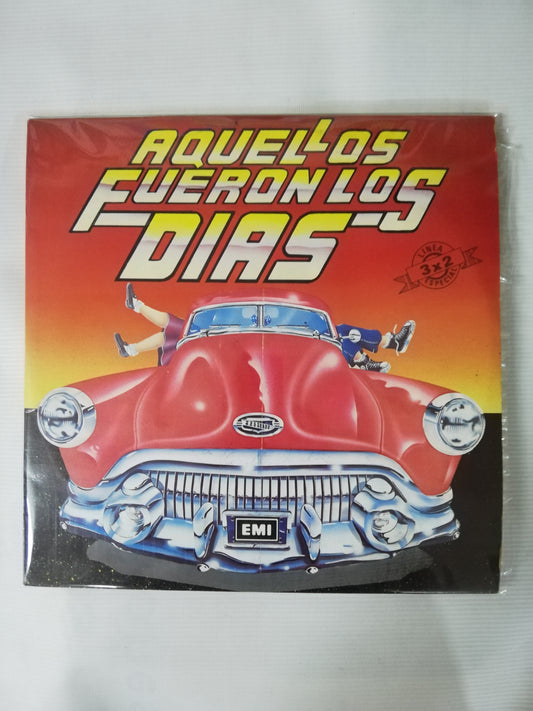 AQUELLOS
FUERON LOS
DIAS
LINEA
3x2
ESPECIAL
EMI